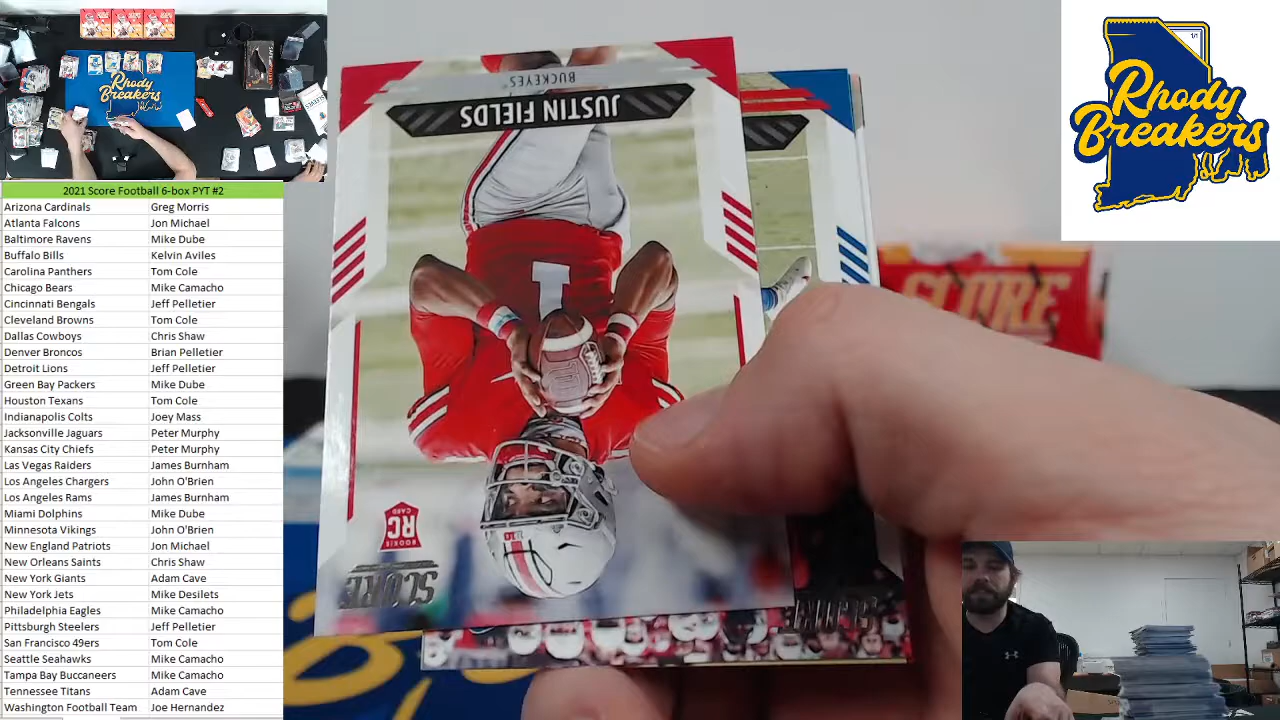 2021 Score Football 6-box PYT #2
Arizona Cardinals Greg Morris
Atlanta Falcons Jon Michael
Baltimore Ravens Mike Dube
Buffalo Bills Kelvin Aviles
Carolina Panthers Tom Cole
Chicago Bears Mike Camacho
Cincinnati Bengals Jeff Pelletier
Cleveland Browns Tom Cole
Dallas Cowboys Chris Shaw
Denver Broncos Brian Pelletier
Detroit Lions Jeff Pelletier
Green Bay Packers Mike Dube
Houston Texans Tom Cole
Indianapolis Colts Joey Mass
Jacksonville Jaguars Peter Murphy
Kansas City Chiefs Peter Murphy
Las Vegas Raiders James Burnham
Los Angeles Chargers John O'Brien
Los Angeles Rams James Burnham
Miami Dolphins Mike Dube
Minnesota Vikings John O'Brien
New England Patriots Jon Michael
New Orleans Saints Chris Shaw
New York Giants Adam Cave
New York Jets Mike Desilets
Philadelphia Eagles Mike Camacho
Pittsburgh Steelers Jeff Pelletier
San Francisco 49ers Tom Cole
Seattle Seahawks Mike Camacho
Tampa Bay Buccaneers Mike Camacho
Tennessee Titans Adam Cave
Washington Football Team Joe Hernandez
Rhody
Breakers
BUCKEYES
JUSTIN FIELDS
1
RC
ROOKIE
CARD
SCORE
SCORE
SCORE
Rhody
Breakers
1/1